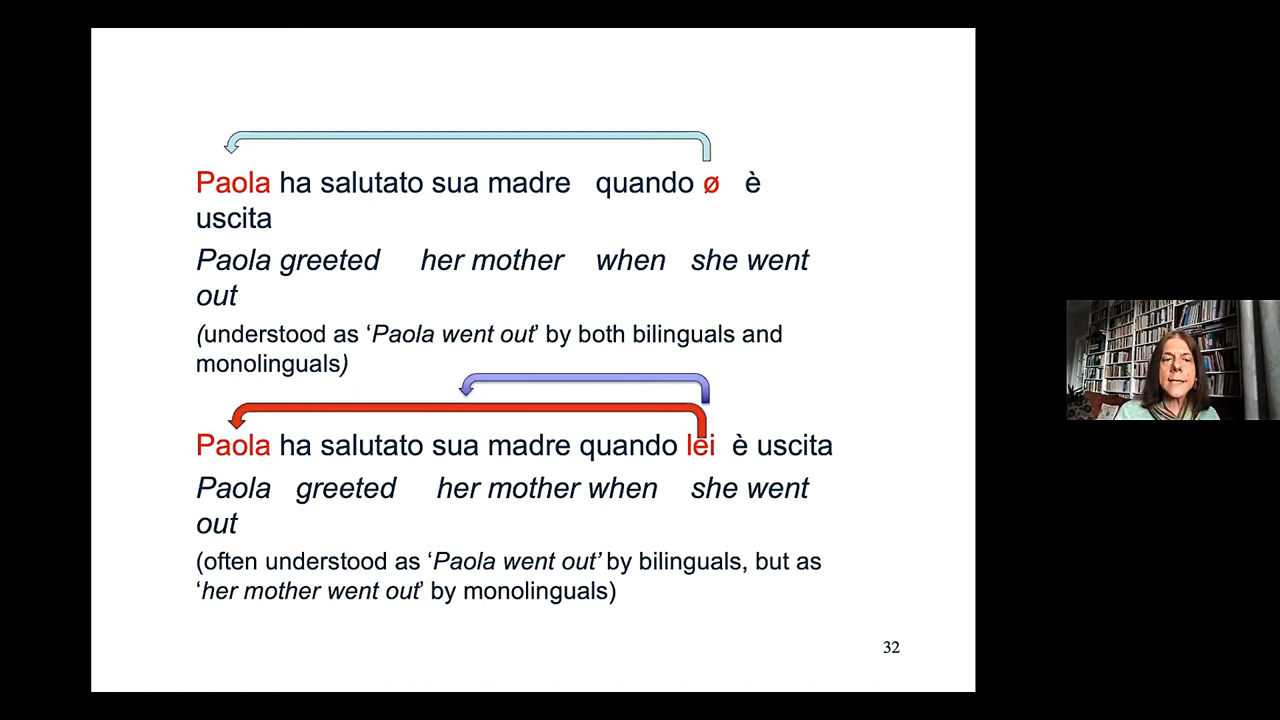 Paola ha salutato sua madre quando ø è
uscita
Paola greeted her mother when she went
out
(understood as ‘Paola went out’ by both bilinguals and
monolinguals)
Paola ha salutato sua madre quando lei è uscita
Paola greeted her mother when she went
out
(often understood as ‘Paola went out’ by bilinguals, but as
‘her mother went out’ by monolinguals)
32